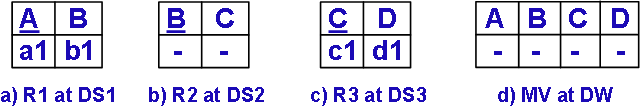 A B B C C D A B C D
a1 b1 - - c1 d1 - - - -
a) R1 at DS1 b) R2 at DS2 c) R3 at DS3 d) MV at DW